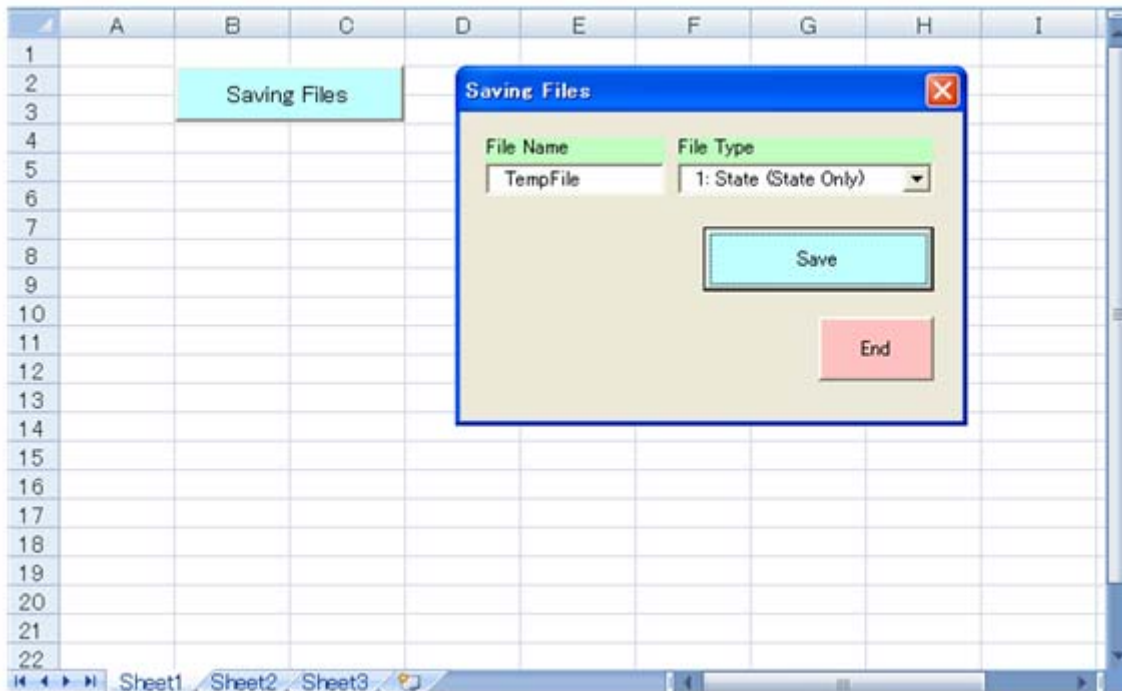 A B C D E F G H I
1
2
3
4
5
6
7
8
9
10
11
12
13
14
15
16
17
18
19
20
21
22
Saving Files
Saving Files
File Name File Type
TempFile 1: State (State Only)
Save
End
Sheet1 Sheet2 Sheet3